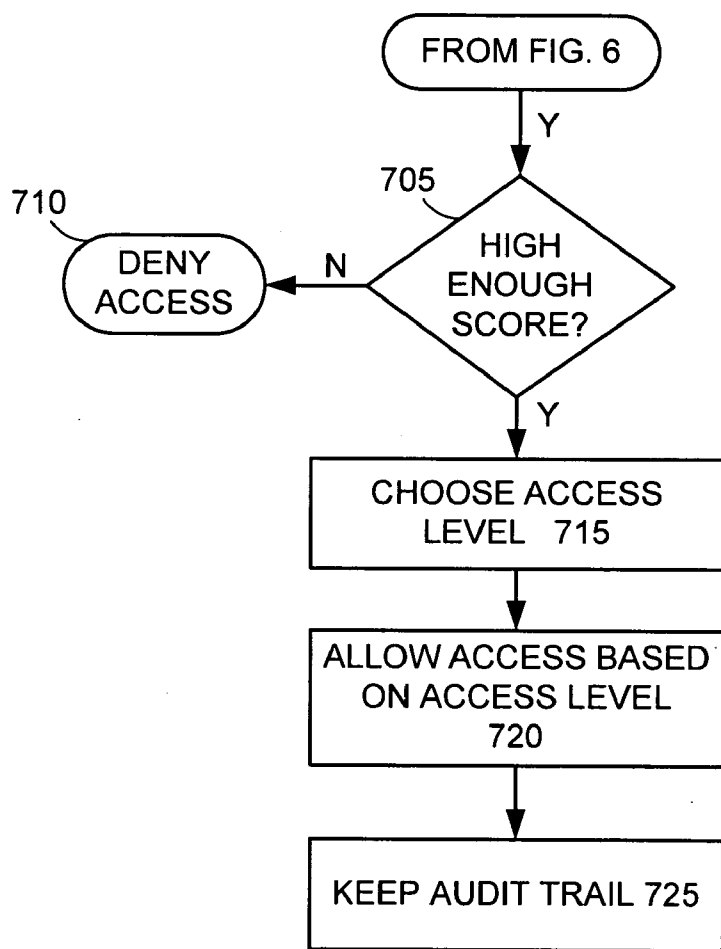 FROM FIG. 6
Y
705
710
HIGH
ENOUGH
SCORE?
DENY
ACCESS
N
Y
CHOOSE ACCESS
LEVEL 715
ALLOW ACCESS BASED
ON ACCESS LEVEL
720
KEEP AUDIT TRAIL 725